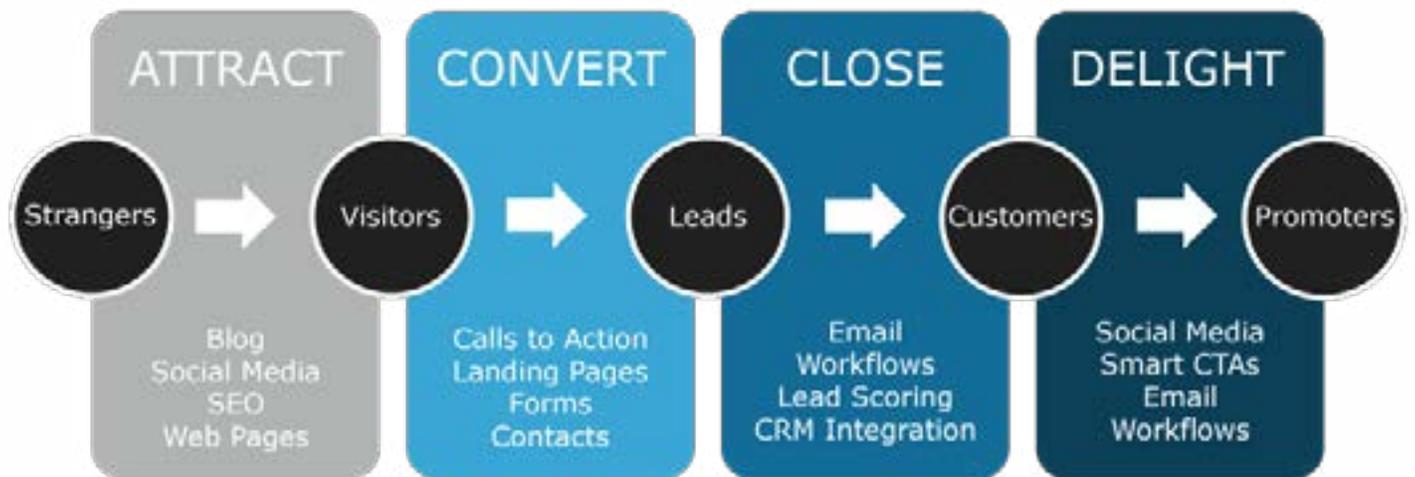 ATTRACT
CONVERT
CLOSE
DELIGHT
Strangers
Visitors
Leads
Customers
Promoters
Blog
Social Media
SEO
Web Pages
Calls to Action
Landing Pages
Forms
Contacts
Email
Workflows
Lead Scoring
CRM Integration
Social Media
Smart CTAs
Email
Workflows